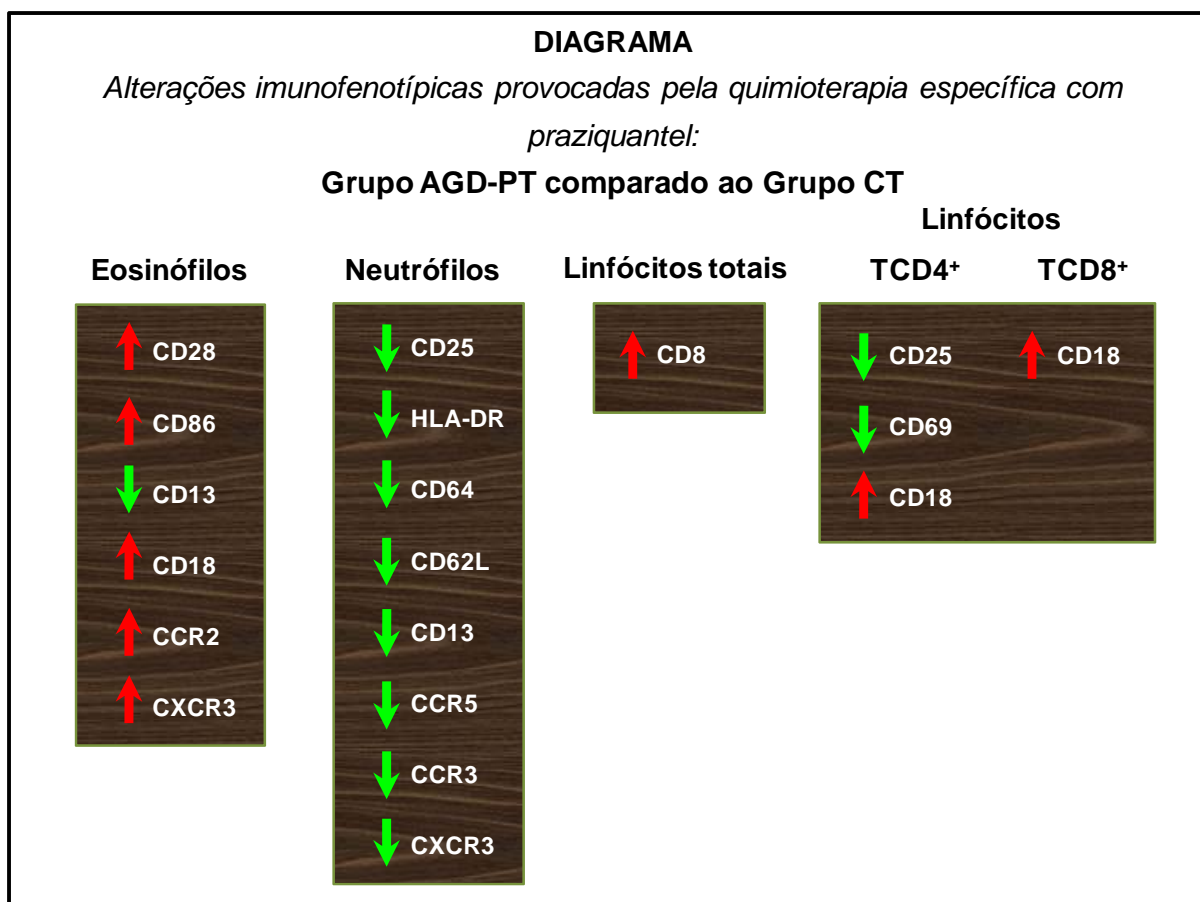 DIAGRAMA
Alterações imunofenotípicas provocadas pela quimioterapia específica com
praziquantel:
Grupo AGD-PT comparado ao Grupo CT
Eosinófilos
CD28
CD86
CD13
CD18
CCR2
CXCR3
Neutrófilos
CD25
HLA-DR
CD64
CD62L
CD13
CCR5
CCR3
CXCR3
Linfócitos totais
CD8
Linfócitos
TCD4+ TCD8+
CD25 CD18
CD69
CD18